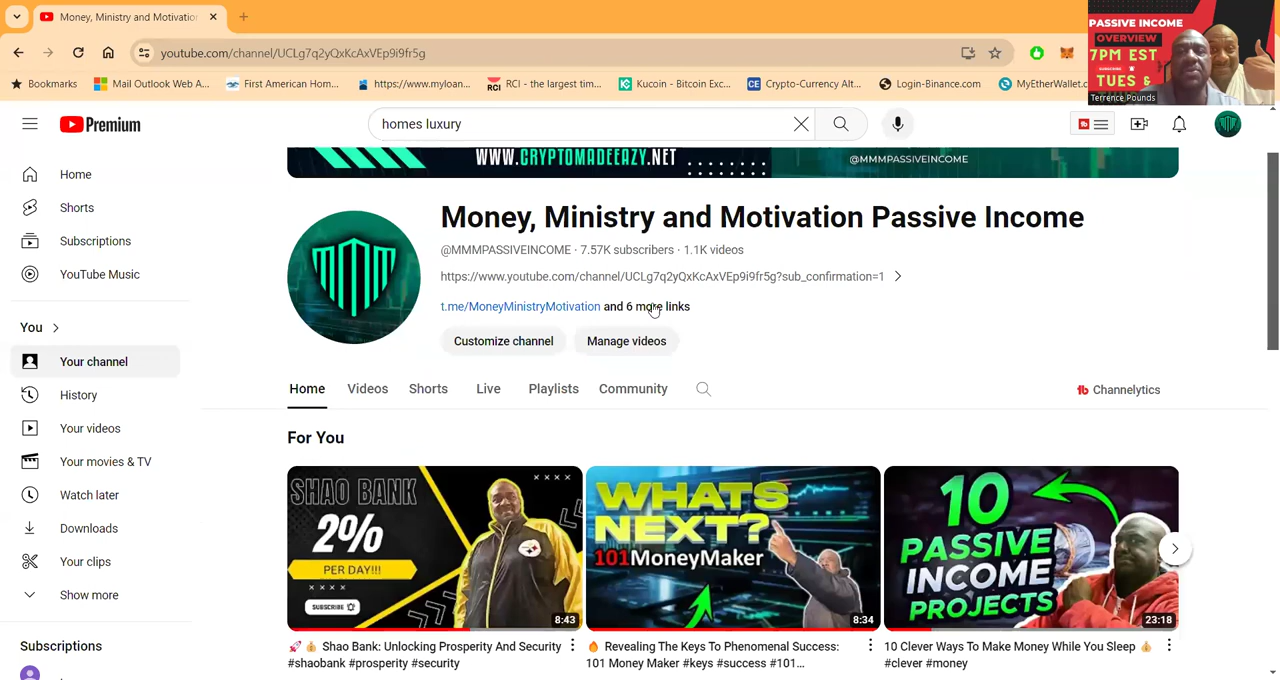 Money, Ministry and Motivation
youtube.com/channel/UCLg7q2yQxKcAxVEp9i9fr5g
Bookmarks
Mail Outlook Web A...
First American Hom...
https://www.myloan...
RCI
RCI - the largest tim...
Kucoin - Bitcoin Exc...
CE
Crypto-Currency Alt...
Login-Binance.com
MyEtherWallet.c
PASSIVE INCOME
OVERVIEW
7PM EST
TUES &
Terrence Pounds
Premium
homes luxury
WWW.CRYPTOMADEEAZY.NET
@MMMPASSIVEINCOME
Home
Shorts
Subscriptions
YouTube Music
You
Your channel
History
Your videos
Your movies & TV
Watch later
Downloads
Your clips
Show more
Subscriptions
Money, Ministry and Motivation Passive Income
@MMMPASSIVEINCOME · 7.57K subscribers · 1.1K videos
https://www.youtube.com/channel/UCLg7q2yQxKcAxVEp9i9fr5g?sub_confirmation=1
t.me/MoneyMinistryMotivation and 6 more links
Customize channel
Manage videos
Home
Videos
Shorts
Live
Playlists
Community
Channelytics
For You
SHAO BANK
2%
PER DAY!!!
SUBSCRIBE
8:43
🚀💰 Shao Bank: Unlocking Prosperity And Security
#shaobank #prosperity #security
WHATS
NEXT?
101MoneyMaker
8:34
🔥 Revealing The Keys To Phenomenal Success:
101 Money Maker #keys #success #101...
10
PASSIVE
INCOME
PROJECTS
23:18
10 Clever Ways To Make Money While You Sleep 💰
#clever #money